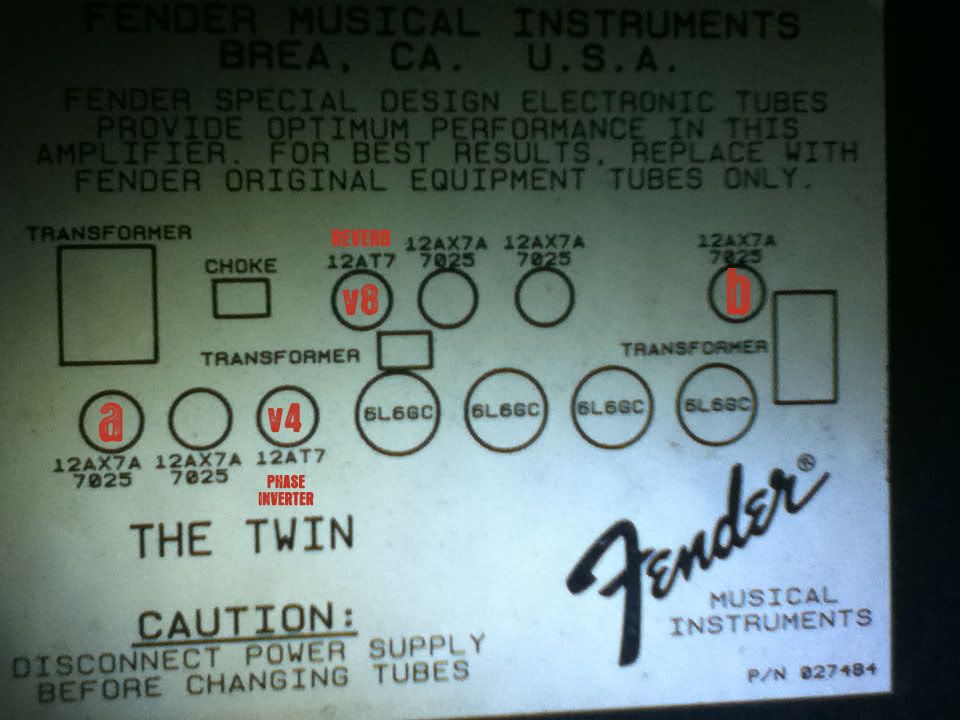 FENDER MUSICAL INSTRUMENTS
BREA, CA. U.S.A.
FENDER SPECIAL DESIGN ELECTRONIC TUBES
PROVIDE OPTIMUM PERFORMANCE IN THIS
AMPLIFIER. FOR BEST RESULTS, REPLACE WITH
FENDER ORIGINAL EQUIPMENT TUBES ONLY.
TRANSFORMER
CHOKE
REVERB
12AT7
v8
12AX7A
7025
12AX7A
7025
12AX7A
7025
b
TRANSFORMER
TRANSFORMER
a
12AX7A
7025
12AX7A
7025
v4
12AT7
PHASE
INVERTER
6L6GC
6L6GC
6L6GC
6L6GC
THE TWIN
Fender®
MUSICAL
INSTRUMENTS
CAUTION:
DISCONNECT POWER SUPPLY
BEFORE CHANGING TUBES
P/N 027484